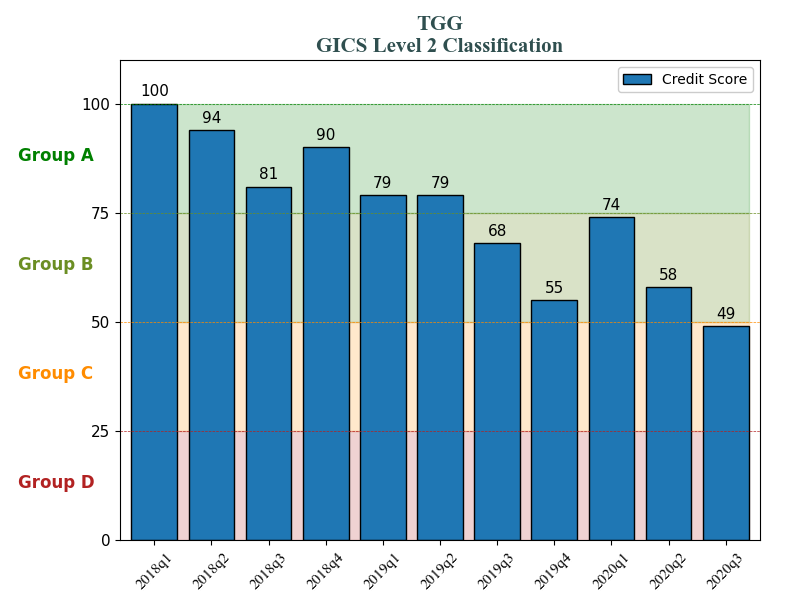 TGG
GICS Level 2 Classification
Credit Score
100
75
50
25
0
Group A
Group B
Group C
Group D
100
94
81
90
79
79
68
55
74
58
49
2018q1
2018q2
2018q3
2018q4
2019q1
2019q2
2019q3
2019q4
2020q1
2020q2
2020q3